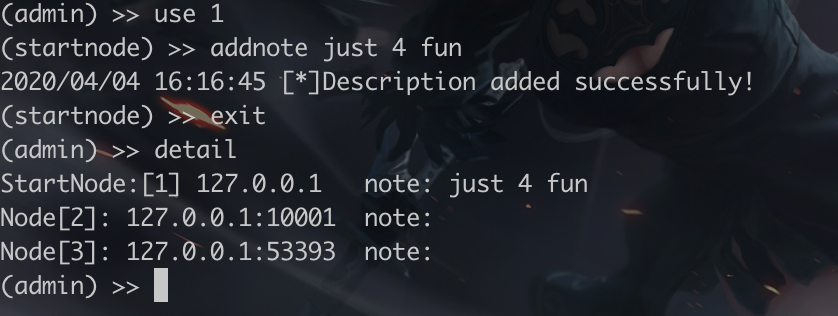 (admin) >> use 1
(startnode) >> addnote just 4 fun
2020/04/04 16:16:45 [*]Description added successfully!
(startnode) >> exit
(admin) >> detail
StartNode:[1] 127.0.0.1   note: just 4 fun
Node[2]: 127.0.0.1:10001  note:
Node[3]: 127.0.0.1:53393  note:
(admin) >>